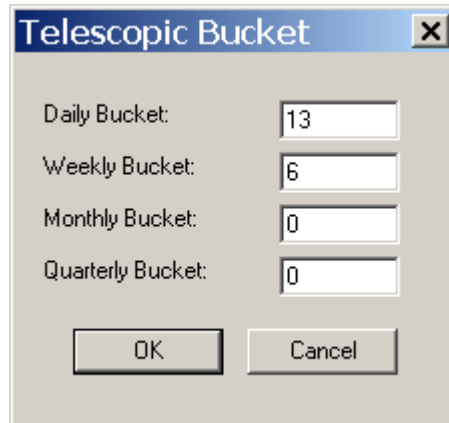 Telescopic Bucket
Daily Bucket: 13
Weekly Bucket: 6
Monthly Bucket: 0
Quarterly Bucket: 0
OK Cancel